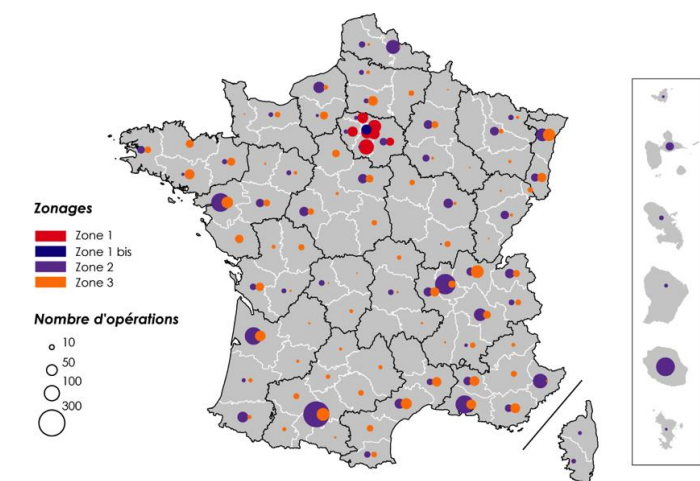 Zonages
Zone 1
Zone 1 bis
Zone 2
Zone 3
Nombre d'opérations
10
50
100
300